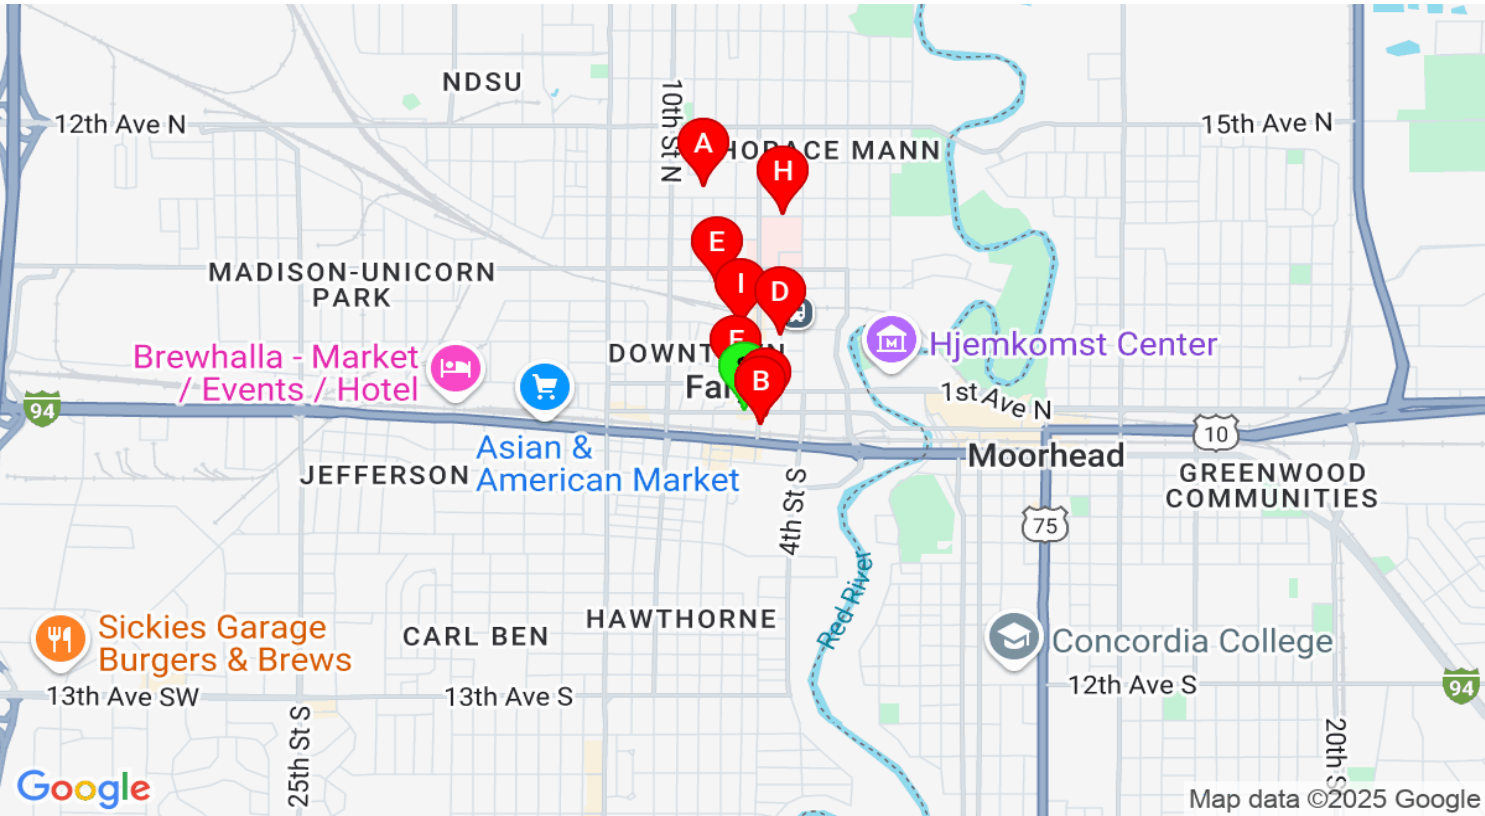 NDSU
10th St N
12th Ave N
15th Ave N
A
HORACE MANN
H
E
MADISON-UNICORN
PARK
I
D
DOWNT
Brewhalla - Market
/ Events / Hotel
Hjemkomst Center
B
1st Ave N
94
10
Asian &
American Market
Moorhead
JEFFERSON
GREENWOOD
COMMUNITIES
4th St S
75
Red River
HAWTHORNE
CARL BEN
Sickies Garage
Burgers & Brews
Concordia College
13th Ave SW
13th Ave S
12th Ave S
94
25th St S
20th S
Google
Map data ©2025 Google